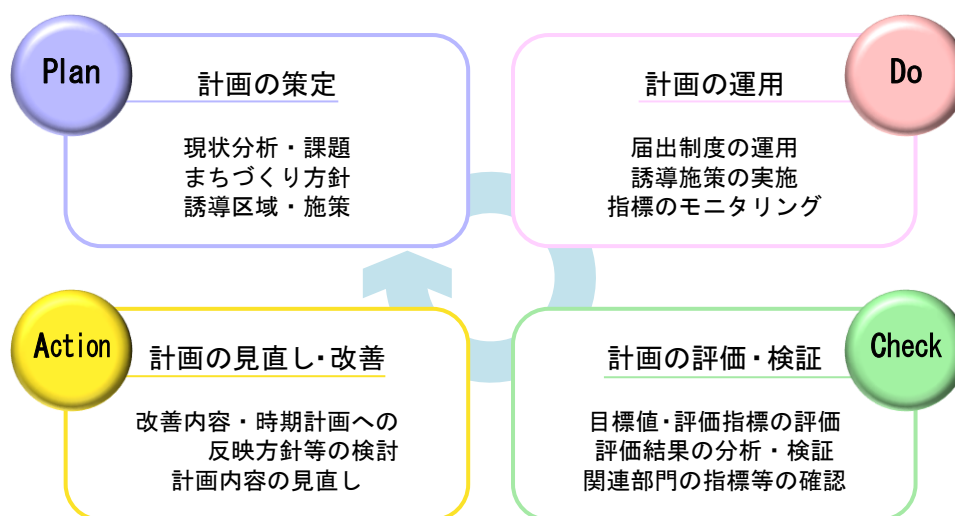 Plan
計画の策定
現状分析・課題
まちづくり方針
誘導区域・施策
Do
計画の運用
届出制度の運用
誘導施策の実施
指標のモニタリング
Action
計画の見直し・改善
改善内容・時期計画への
反映方針等の検討
計画内容の見直し
Check
計画の評価・検証
目標値・評価指標の評価
評価結果の分析・検証
関連部門の指標等の確認